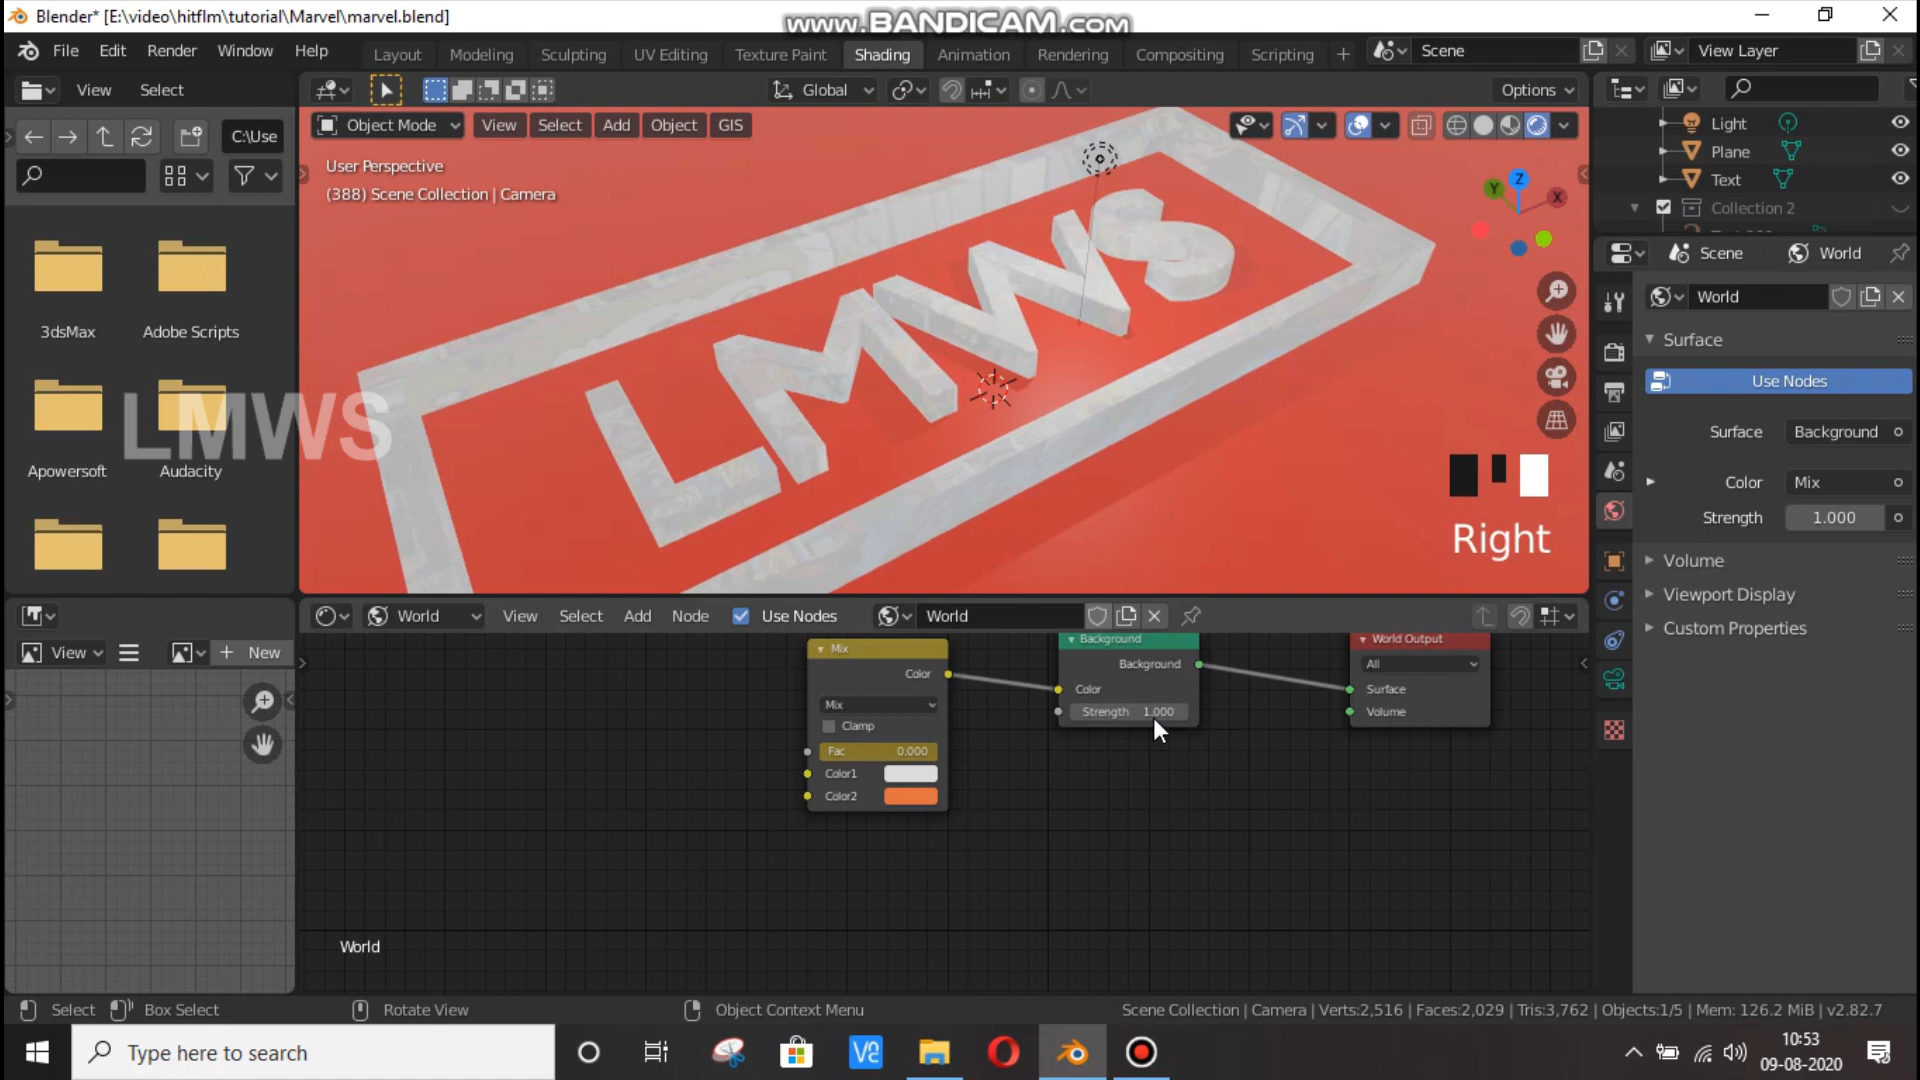 Blender* [E:\video\hitflm\tutorial\Marvel\marvel.blend]
www.BANDICAM.com
File Edit Render Window Help
Layout Modeling Sculpting UV Editing Texture Paint Shading Animation Rendering Compositing Scripting +
Scene
View Layer
View Select
Global
Options
C:\Use
Object Mode View Select Add Object GIS
User Perspective
(388) Scene Collection | Camera
Z
Y
X
LMWS
Right
3dsMax
Adobe Scripts
Apowersoft
Audacity
LMWS
Light
Plane
Text
Collection 2
Scene World
World
Surface
Use Nodes
Surface Background
Color Mix
Strength 1.000
Volume
Viewport Display
Custom Properties
World View Select Add Node Use Nodes World
View + New
Mix
Color
Mix
Clamp
Fac 0.000
Color1
Color2
Background
Background
Color
Strength 1.000
World Output
All
Surface
Volume
World
Select Box Select Rotate View Object Context Menu
Scene Collection | Camera | Verts:2,516 | Faces:2,029 | Tris:3,762 | Objects:1/5 | Mem: 126.2 MiB | v2.82.7
Type here to search
10:53
09-08-2020